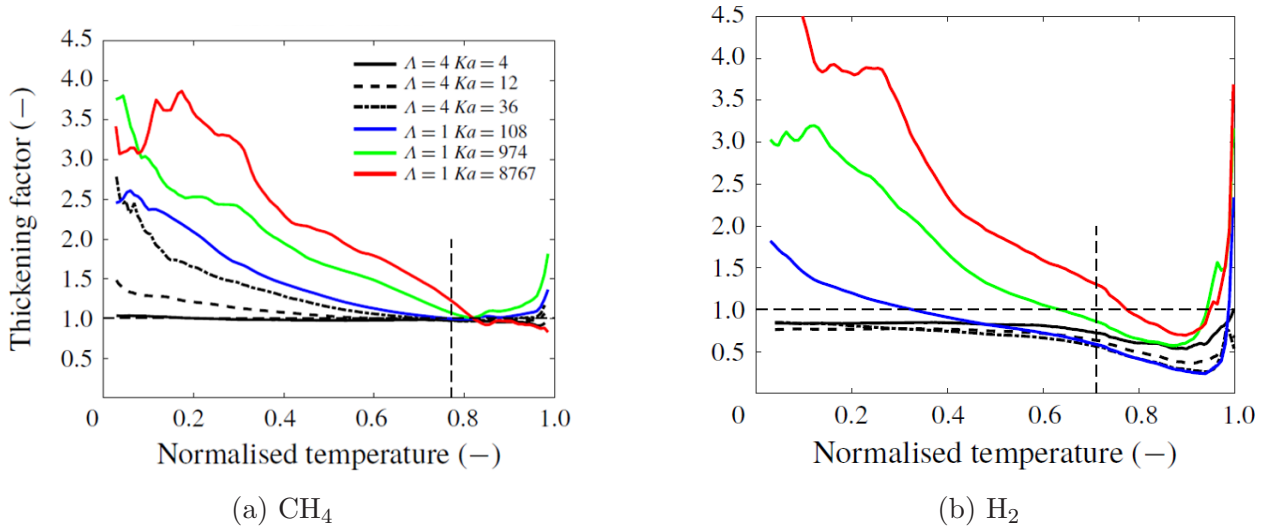 4.5
4.0
3.5
3.0
2.5
2.0
1.5
1.0
0.5
0
0.2
0.4
0.6
0.8
1.0
Thickening factor (−)
Normalised temperature (−)
Λ = 4 Ka = 4
Λ = 4 Ka = 12
Λ = 4 Ka = 36
Λ = 1 Ka = 108
Λ = 1 Ka = 974
Λ = 1 Ka = 8767
(a) CH₄
4.5
4.0
3.5
3.0
2.5
2.0
1.5
1.0
0.5
0
0.2
0.4
0.6
0.8
1.0
Normalised temperature (−)
(b) H₂